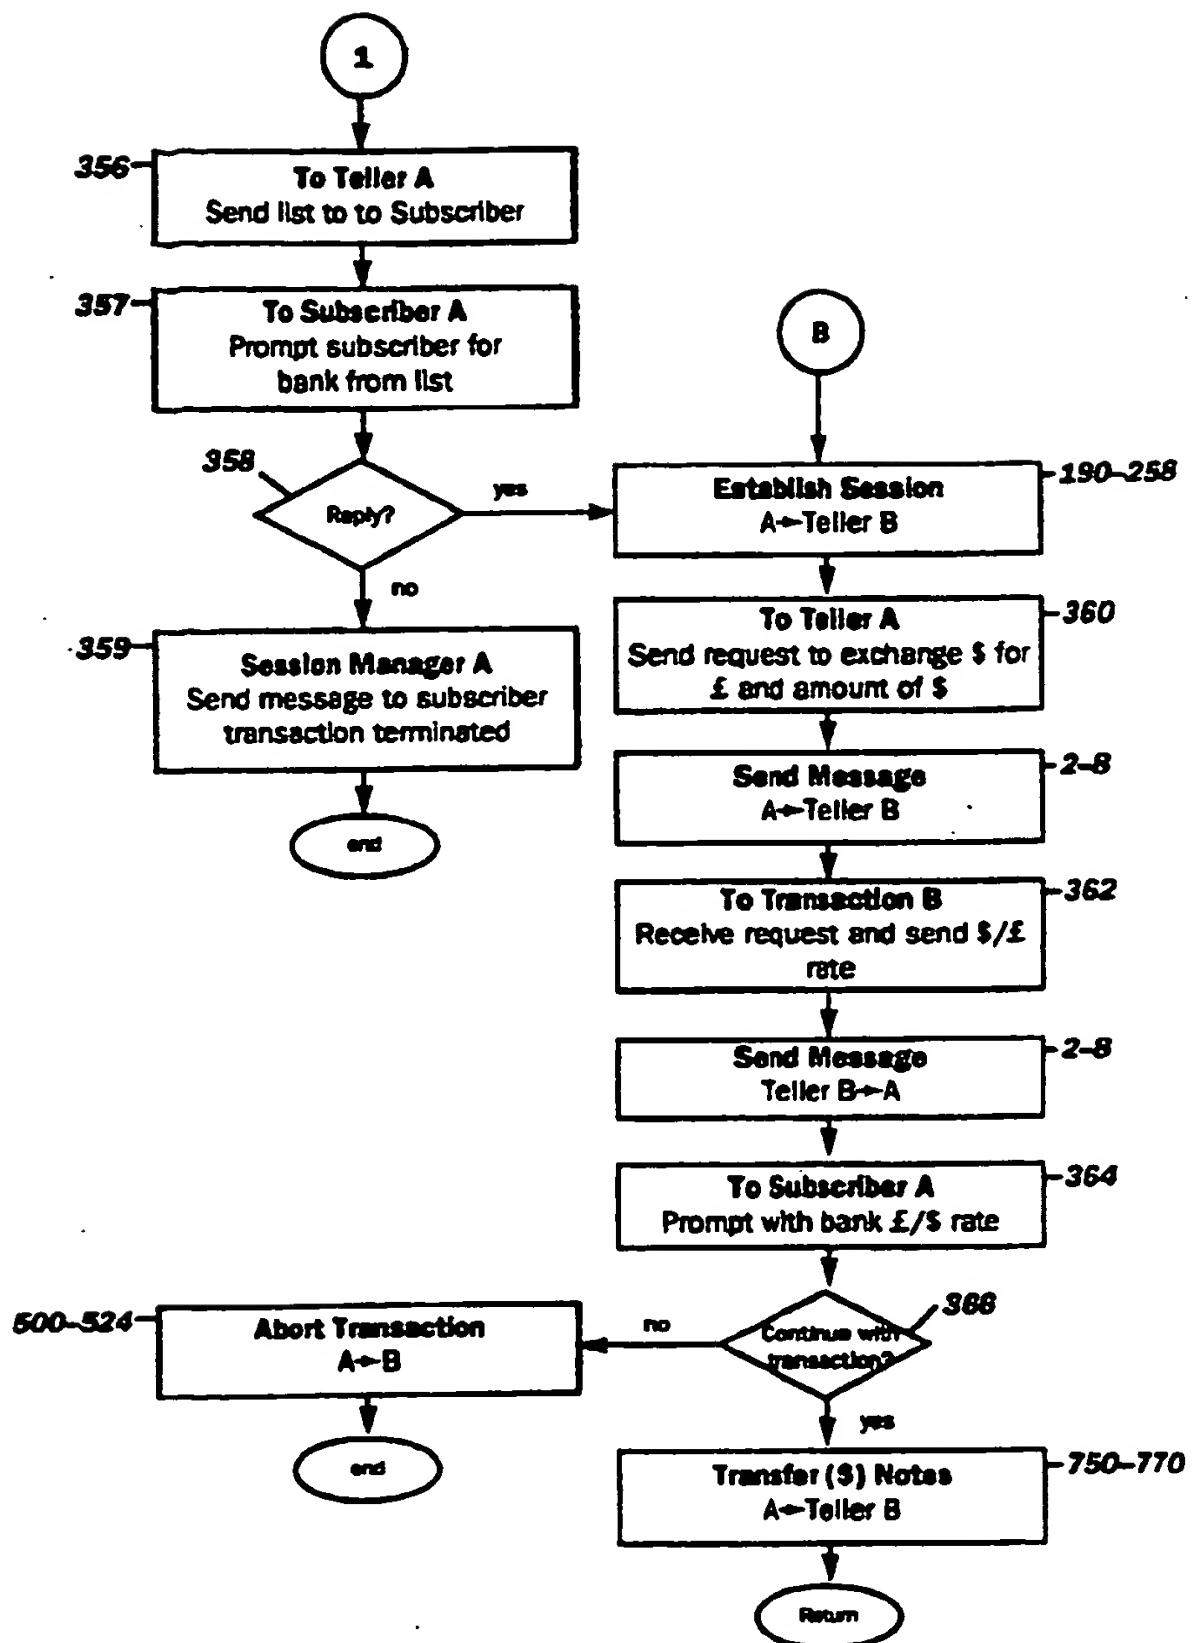 1
356
To Teller A
Send list to to Subscriber
357
To Subscriber A
Prompt subscriber for
bank from list
358
Reply?
yes
no
359
Session Manager A
Send message to subscriber
transaction terminated
end
B
190–258
Establish Session
A→Teller B
360
To Teller A
Send request to exchange $ for
£ and amount of $
2–8
Send Message
A→Teller B
362
To Transaction B
Receive request and send $/£
rate
2–8
Send Message
Teller B→A
364
To Subscriber A
Prompt with bank £/$ rate
366
Continue with
transaction?
no
500–524
Abort Transaction
A→B
end
yes
750–770
Transfer ($) Notes
A→Teller B
Return